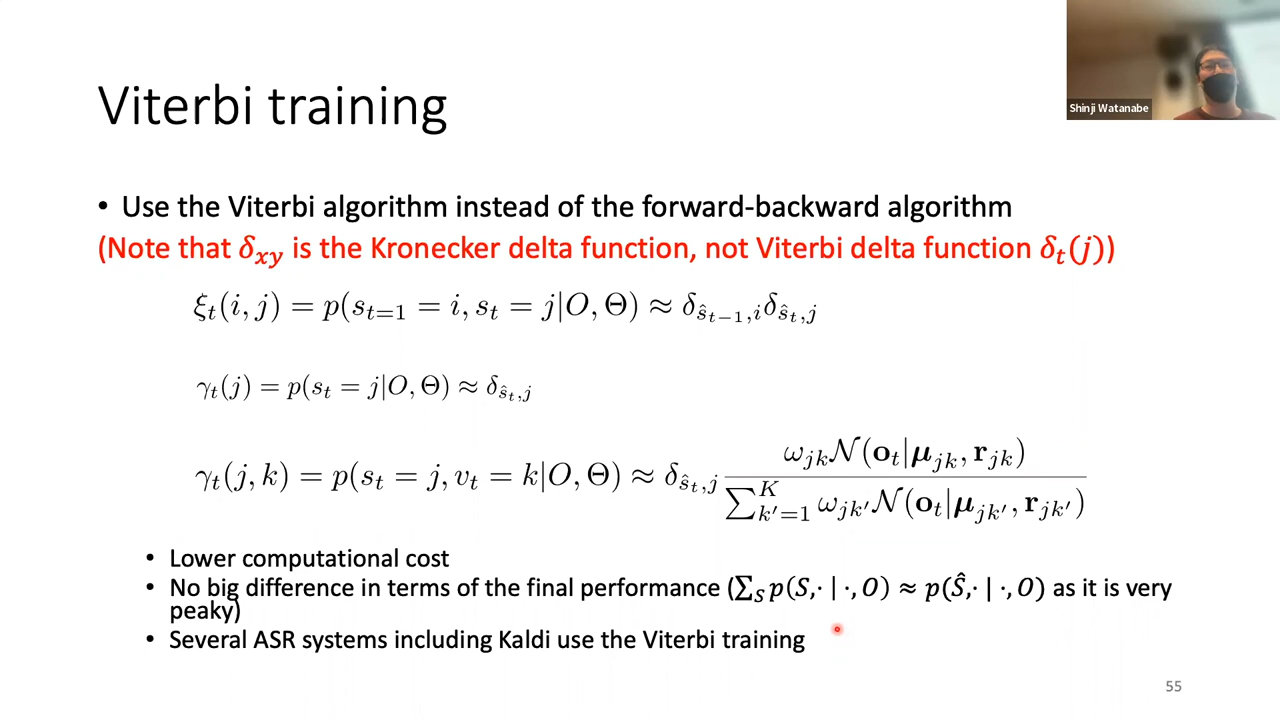 Shinji Watanabe
Viterbi training
• Use the Viterbi algorithm instead of the forward-backward algorithm
(Note that δ_{xy} is the Kronecker delta function, not Viterbi delta function δ_t(j))
ξ_t(i, j) = p(s_{t=1} = i, s_t = j|O, Θ) ≈ δ_{ŝ_{t−1},i}δ_{ŝ_t,j}
γ_t(j) = p(s_t = j|O, Θ) ≈ δ_{ŝ_t,j}
γ_t(j, k) = p(s_t = j, v_t = k|O, Θ) ≈ δ_{ŝ_t,j} \frac{ω_{jk}𝒩(𝐨_t|𝛍_{jk}, 𝐫_{jk})}{∑_{k′=1}^{K} ω_{jk′}𝒩(𝐨_t|𝛍_{jk′}, 𝐫_{jk′})}
• Lower computational cost
• No big difference in terms of the final performance (∑_S p(S,· | ·, O) ≈ p(Ŝ,· | ·, O) as it is very
peaky)
• Several ASR systems including Kaldi use the Viterbi training
55